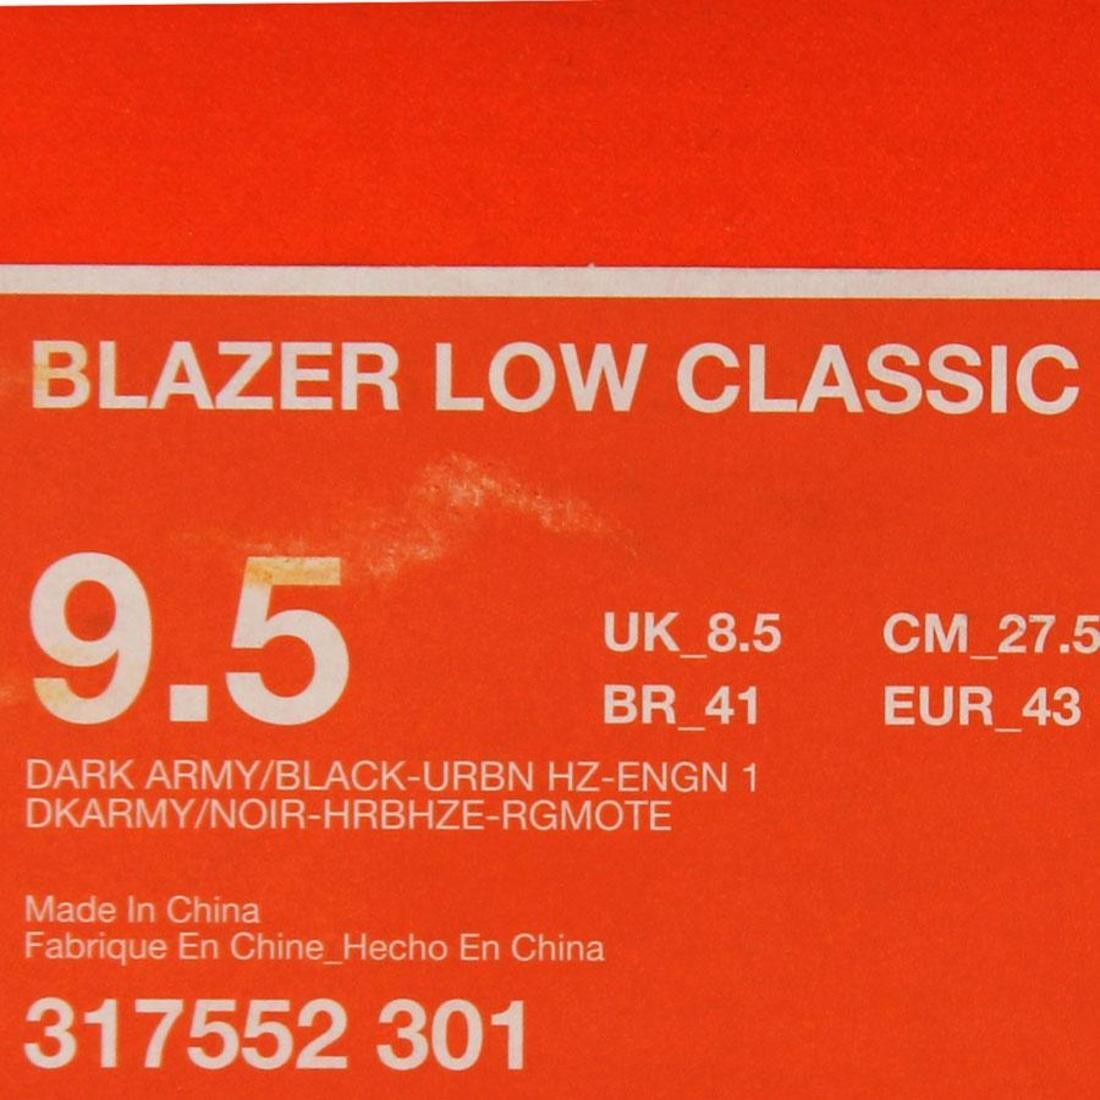 BLAZER LOW CLASSIC
9.5
UK_8.5 CM_27.5
BR_41 EUR_43
DARK ARMY/BLACK-URBN HZ-ENGN 1
DKARMY/NOIR-HRBHZE-RGMOTE
Made In China
Fabrique En Chine_Hecho En China
317552 301